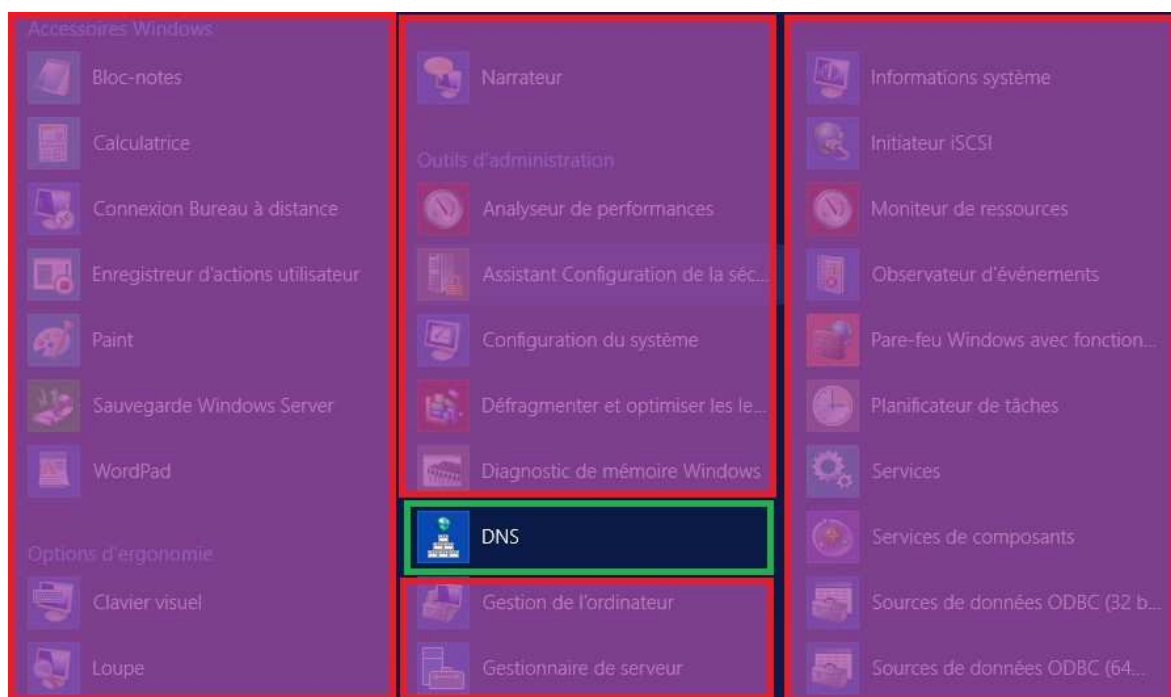 Accessoires Windows
Bloc-notes
Calculatrice
Connexion Bureau à distance
Enregistreur d'actions utilisateur
Paint
Sauvegarde Windows Server
WordPad
Options d'ergonomie
Clavier visuel
Loupe
Narrateur
Outils d'administration
Analyseur de performances
Assistant Configuration de la séc...
Configuration du système
Défragmenter et optimiser les le...
Diagnostic de mémoire Windows
DNS
Gestion de l'ordinateur
Gestionnaire de serveur
Informations système
Initiateur iSCSI
Moniteur de ressources
Observateur d'événements
Pare-feu Windows avec fonction...
Planificateur de tâches
Services
Services de composants
Sources de données ODBC (32 b...
Sources de données ODBC (64...